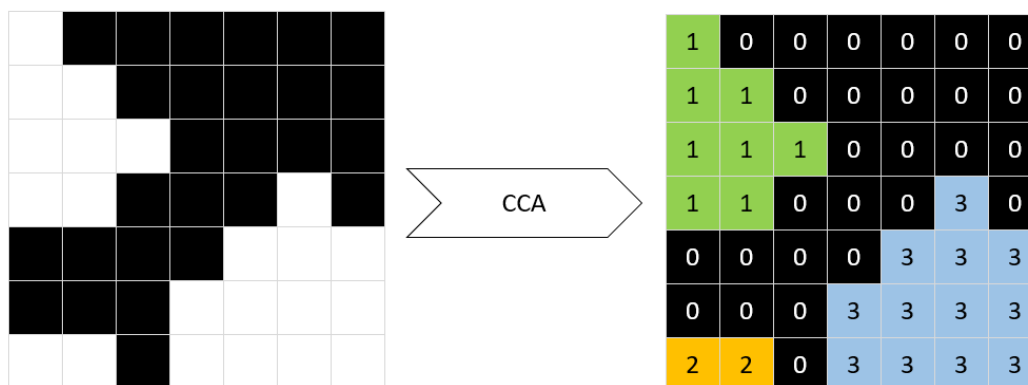 1 0 0 0 0 0 0
1 1 0 0 0 0 0
1 1 1 0 0 0 0
CCA
1 1 0 0 0 3 0
0 0 0 0 3 3 3
0 0 0 3 3 3 3
2 2 0 3 3 3 3